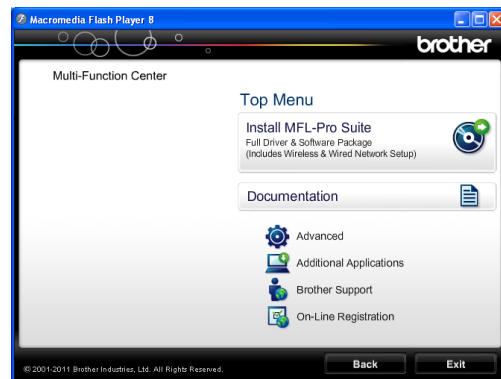 Macromedia Flash Player 8
brother
Multi-Function Center
Top Menu
Install MFL-Pro Suite
Full Driver & Software Package
(Includes Wireless & Wired Network Setup)
Documentation
Advanced
Additional Applications
Brother Support
On-Line Registration
© 2001-2011 Brother Industries, Ltd. All Rights Reserved.
Back
Exit